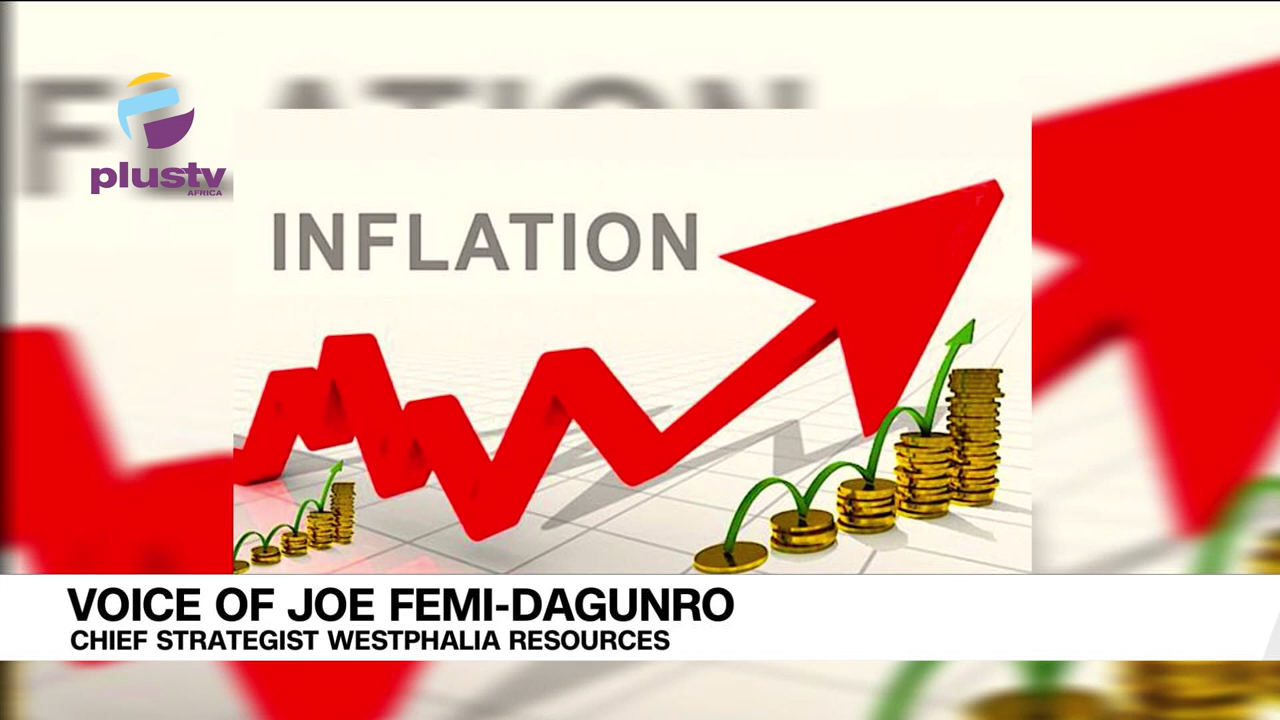 plustv
AFRICA
INFLATION
VOICE OF JOE FEMI-DAGUNRO
CHIEF STRATEGIST WESTPHALIA RESOURCES